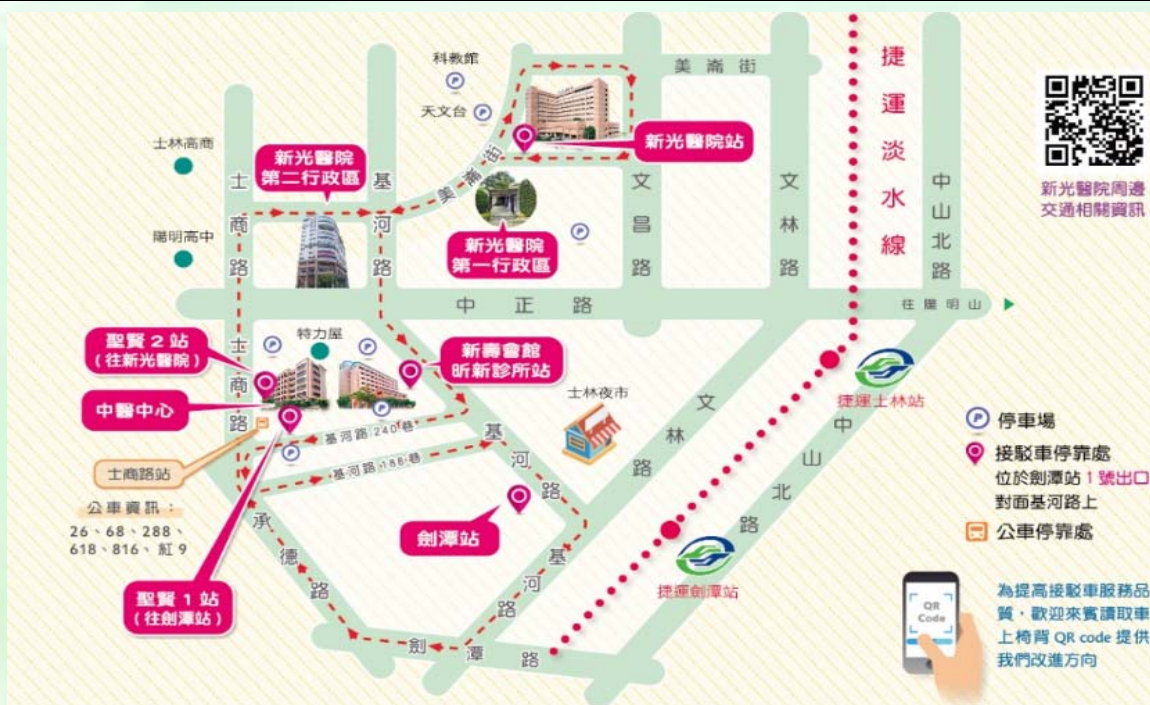 科教館
天文台
士林高商
陽明高中
新光醫院
第二行政區
新光醫院站
新光醫院
第一行政區
美崙街
美崙街
士商路
基河路
文昌路
文林路
捷運淡水線
中山北路
新光醫院周邊
交通相關資訊
中正路
往陽明山
聖賢2站
(往新光醫院)
特力屋
新壽會館
昕新診所站
中醫中心
士商路
士林夜市
文林路
捷運士林站
基河路240巷
基河路188巷
基河路
士商路站
公車資訊：
26、68、288、
618、816、紅9
承德路
劍潭站
聖賢1站
(往劍潭站)
基河路
劍潭路
捷運劍潭站
中山北路
P 停車場
接駁車停靠處
位於劍潭站1號出口
對面基河路上
公車停靠處
QR
Code
為提高接駁車服務品
質，歡迎來賓讀取車
上椅背 QR code 提供
我們改進方向